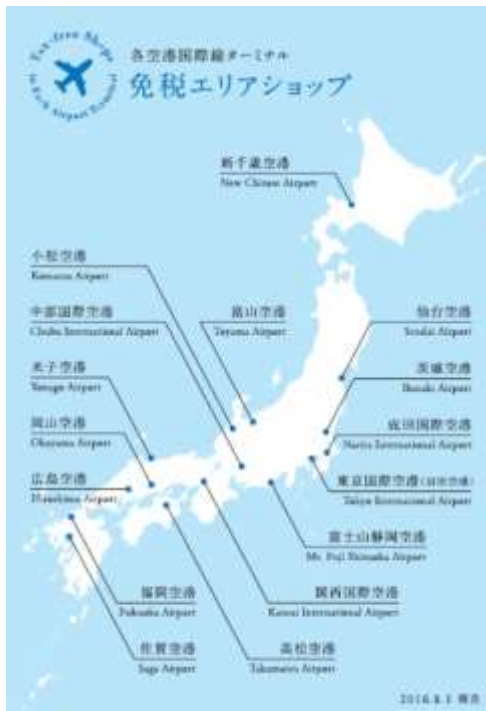 Tax-free Shops
in Each Airport Terminal
各空港国際線ターミナル
免税エリアショップ
新千歳空港
New Chitose Airport
小松空港
Komatsu Airport
中部国際空港
Chubu International Airport
富山空港
Toyama Airport
仙台空港
Sendai Airport
米子空港
Yonago Airport
茨城空港
Ibaraki Airport
岡山空港
Okayama Airport
成田国際空港
Narita International Airport
広島空港
Hiroshima Airport
東京国際空港(羽田空港)
Tokyo International Airport
富士山静岡空港
Mt. Fuji Shizuoka Airport
福岡空港
Fukuoka Airport
関西国際空港
Kansai International Airport
佐賀空港
Saga Airport
高松空港
Takamatsu Airport
2016.8.1 現在